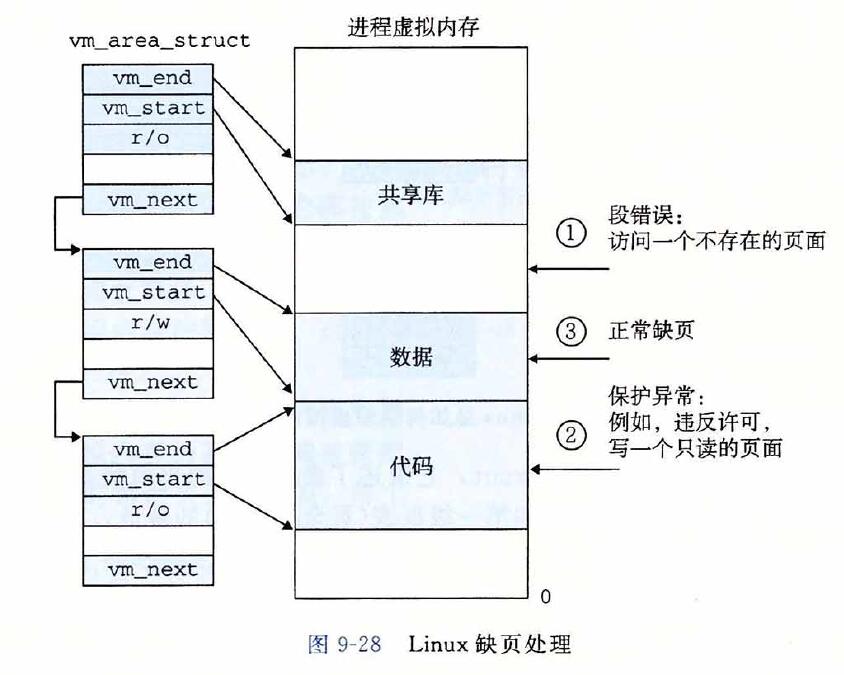 进程虚拟内存
vm_area_struct
vm_end
vm_start
r/o
vm_next
共享库
① 段错误：
访问一个不存在的页面
vm_end
vm_start
r/w
vm_next
数据
③ 正常缺页
保护异常：
② 例如，违反许可，
写一个只读的页面
vm_end
vm_start
r/o
vm_next
代码
0
图 9-28 Linux 缺页处理